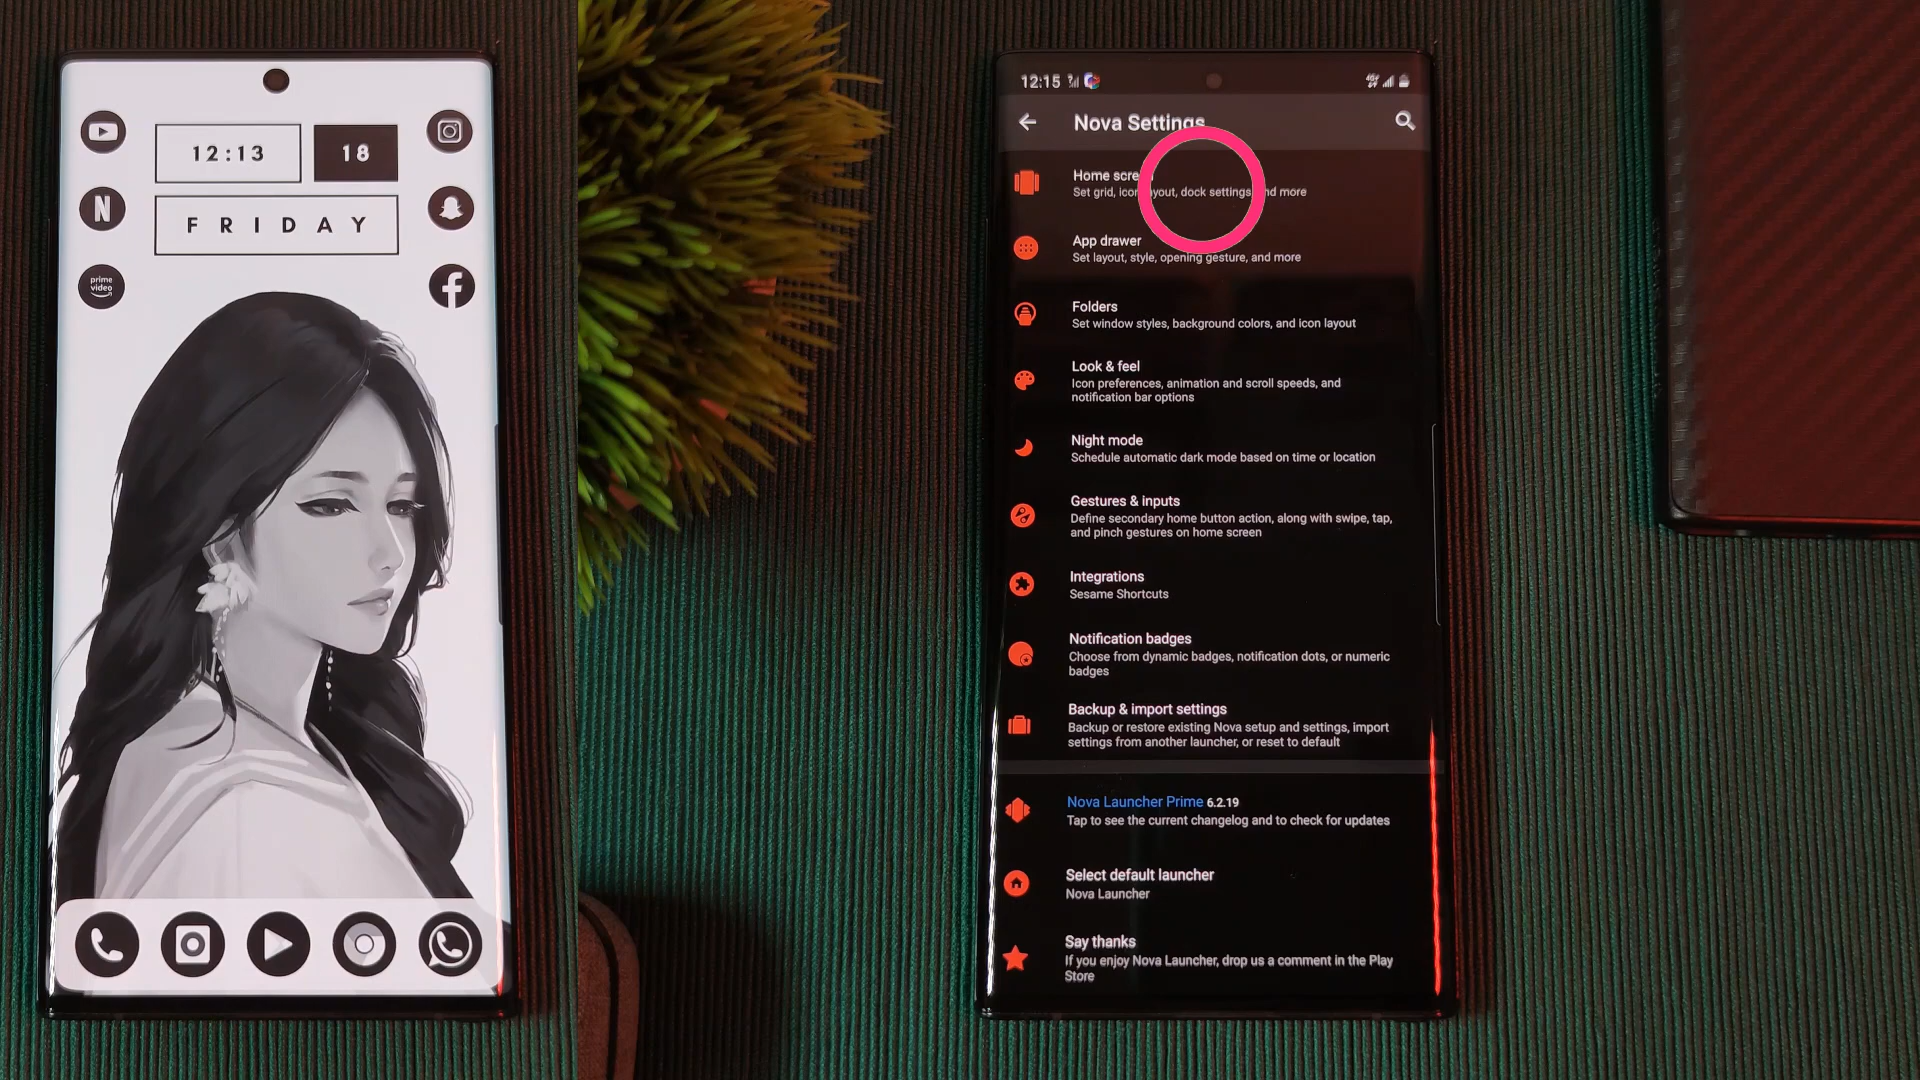 12:13
18
FRIDAY
N
prime
video
12:15
Nova Settings
Home scre
Set grid, icon yout, dock settings, nd more
App drawer
Set layout, style, opening gesture, and more
Folders
Set window styles, background colors, and icon layout
Look & feel
Icon preferences, animation and scroll speeds, and
notification bar options
Night mode
Schedule automatic dark mode based on time or location
Gestures & inputs
Define secondary home button action, along with swipe, tap,
and pinch gestures on home screen
Integrations
Sesame Shortcuts
Notification badges
Choose from dynamic badges, notification dots, or numeric
badges
Backup & import settings
Backup or restore existing Nova setup and settings, import
settings from another launcher, or reset to default
Nova Launcher Prime 6.2.19
Tap to see the current changelog and to check for updates
Select default launcher
Nova Launcher
Say thanks
If you enjoy Nova Launcher, drop us a comment in the Play
Store